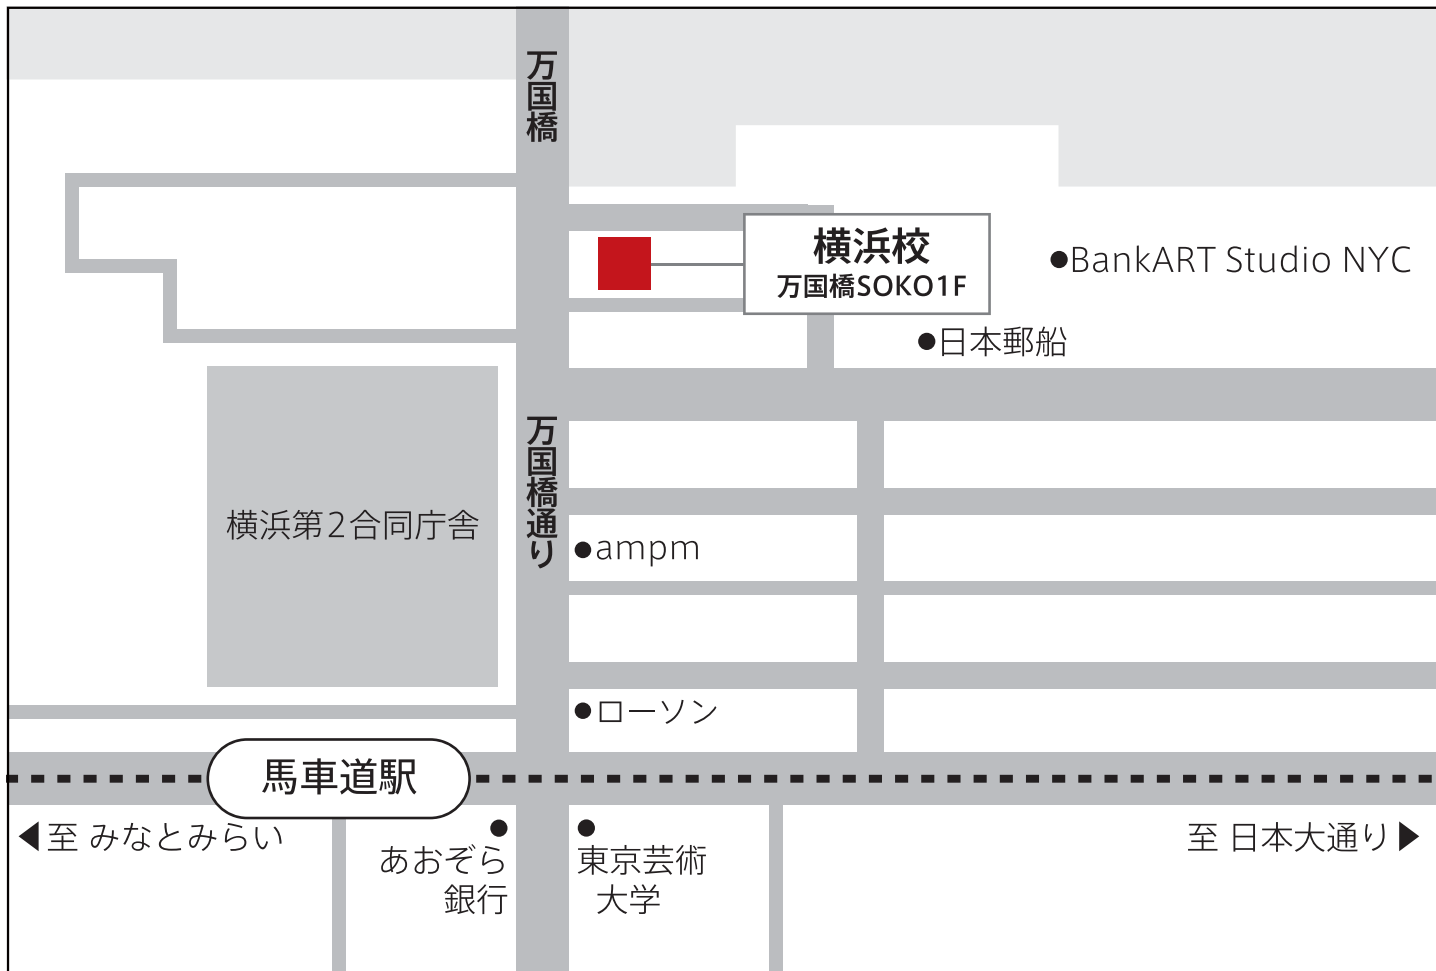 万国橋
横浜校
万国橋SOKO1F
●BankART Studio NYC
●日本郵船
万国橋通り
横浜第2合同庁舎
●ampm
●ローソン
馬車道駅
◀至 みなとみらい
至 日本大通り▶
●
あおぞら
銀行
●
東京芸術
大学